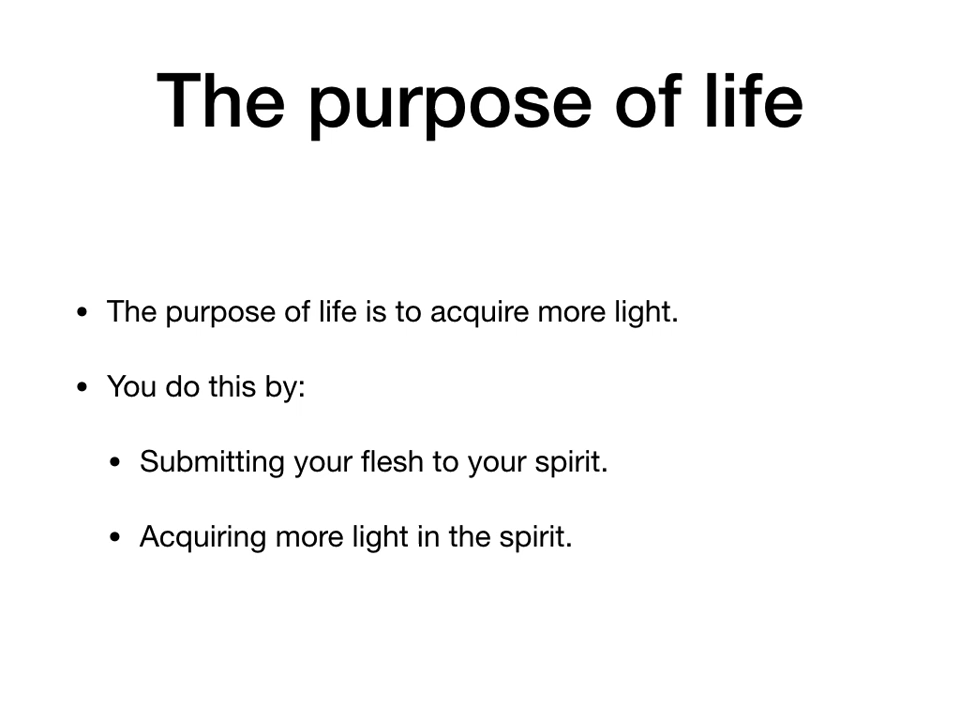 The purpose of life
• The purpose of life is to acquire more light.
• You do this by:
• Submitting your flesh to your spirit.
• Acquiring more light in the spirit.